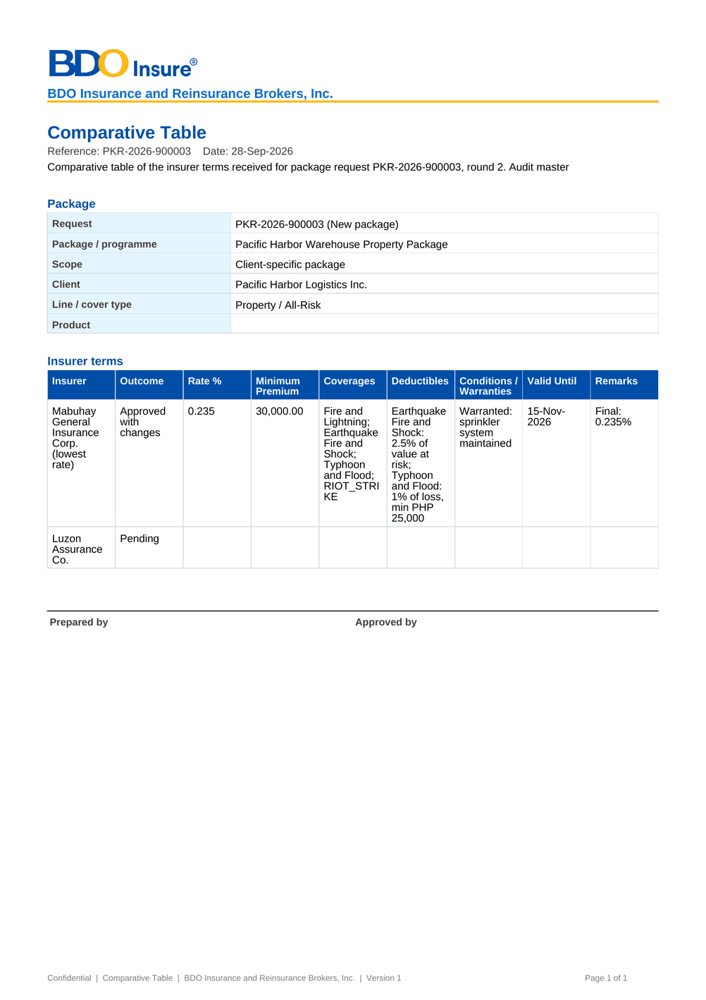 BDO Insure®
BDO Insurance and Reinsurance Brokers, Inc.
Comparative Table
Reference: PKR-2026-900003    Date: 28-Sep-2026
Comparative table of the insurer terms received for package request PKR-2026-900003, round 2. Audit master
Package
Request    PKR-2026-900003 (New package)
Package / programme    Pacific Harbor Warehouse Property Package
Scope    Client-specific package
Client    Pacific Harbor Logistics Inc.
Line / cover type    Property / All-Risk
Product
Insurer terms
Insurer
Outcome
Rate %
Minimum
Premium
Coverages
Deductibles
Conditions /
Warranties
Valid Until
Remarks
Mabuhay
General
Insurance
Corp.
(lowest
rate)
Approved
with
changes
0.235
30,000.00
Fire and
Lightning;
Earthquake
Fire and
Shock;
Typhoon
and Flood;
RIOT_STRI
KE
Earthquake
Fire and
Shock:
2.5% of
value at
risk;
Typhoon
and Flood:
1% of loss,
min PHP
25,000
Warranted:
sprinkler
system
maintained
15-Nov-
2026
Final:
0.235%
Luzon
Assurance
Co.
Pending
Prepared by    Approved by
Confidential | Comparative Table | BDO Insurance and Reinsurance Brokers, Inc. | Version 1    Page 1 of 1